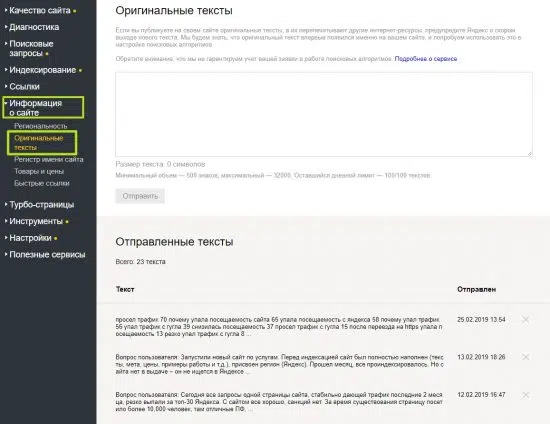 Качество сайта
Диагностика
Поисковые
запросы
Индексирование
Ссылки
Информация
о сайте
Региональность
Оригинальные
тексты
Регистр имени сайта
Товары и цены
Быстрые ссылки
Турбо-страницы
Инструменты
Настройки
Полезные сервисы
Оригинальные тексты
Если вы публикуете на своем сайте оригинальные тексты, а их перепечатывают другие интернет-ресурсы, предупредите Яндекс о скором
выходе нового текста. Мы будем знать, что оригинальный текст впервые появился именно на вашем сайте, и попробуем использовать это в
настройке поисковых алгоритмов.
Обратите внимание, что мы не гарантируем учет вашей заявки в работе поисковых алгоритмов. Подробнее о сервисе
Размер текста: 0 символов
Минимальный объем — 500 знаков, максимальный — 32000. Оставшийся дневной лимит — 100/100 текстов.
Отправить
Отправленные тексты
Всего: 23 текста
Текст Отправлен
просел трафик 70 почему упала посещаемость сайта 65 упала посещаемость с яндекса 58 почему упал трафик 25.02.2019 13:54
56 упал трафик с гугла 39 снизилась посещаемость 37 просел трафик с гугла 15 после переезда на https упала п
осещаемость 13 резко упал трафик с гугла 8 ...
Вопрос пользователя: Запустили новый сайт по услугам. Перед индексацией сайт был полностью наполнен (текс 13.02.2019 18:26
ты, мета, цены, примеры работы и т.д.), присвоен регион (Яндекс). Прошел месяц, все проиндексировалось. Но с
айта нет в выдаче – он не ищется в Яндексе ...
Вопрос пользователя: Сегодня все запросы одной страницы сайта, стабильно дающей трафик последние 2 меся 12.02.2019 16:47
ца, резко выпали за топ-30 Яндекса. С сайтом все хорошо, санкций нет. За время существования страницу посет
ило более 10,000 человек, там отличные ПФ, ...